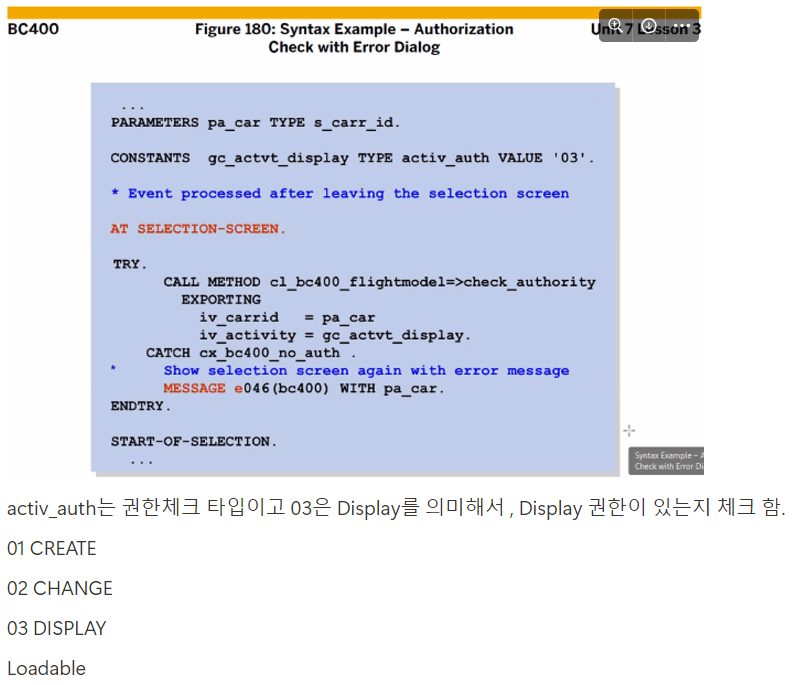 BC400
Figure 180: Syntax Example – Authorization
Check with Error Dialog
Unit 7 Lesson 3
...
PARAMETERS pa_car TYPE s_carr_id.
CONSTANTS gc_actvt_display TYPE activ_auth VALUE '03'.
* Event processed after leaving the selection screen
AT SELECTION-SCREEN.
TRY.
CALL METHOD cl_bc400_flightmodel=>check_authority
EXPORTING
iv_carrid = pa_car
iv_activity = gc_actvt_display.
CATCH cx_bc400_no_auth .
* Show selection screen again with error message
MESSAGE e046(bc400) WITH pa_car.
ENDTRY.
START-OF-SELECTION.
...
Syntax Example – A
Check with Error Di
activ_auth는 권한체크 타입이고 03은 Display를 의미해서 , Display 권한이 있는지 체크 함.
01 CREATE
02 CHANGE
03 DISPLAY
Loadable